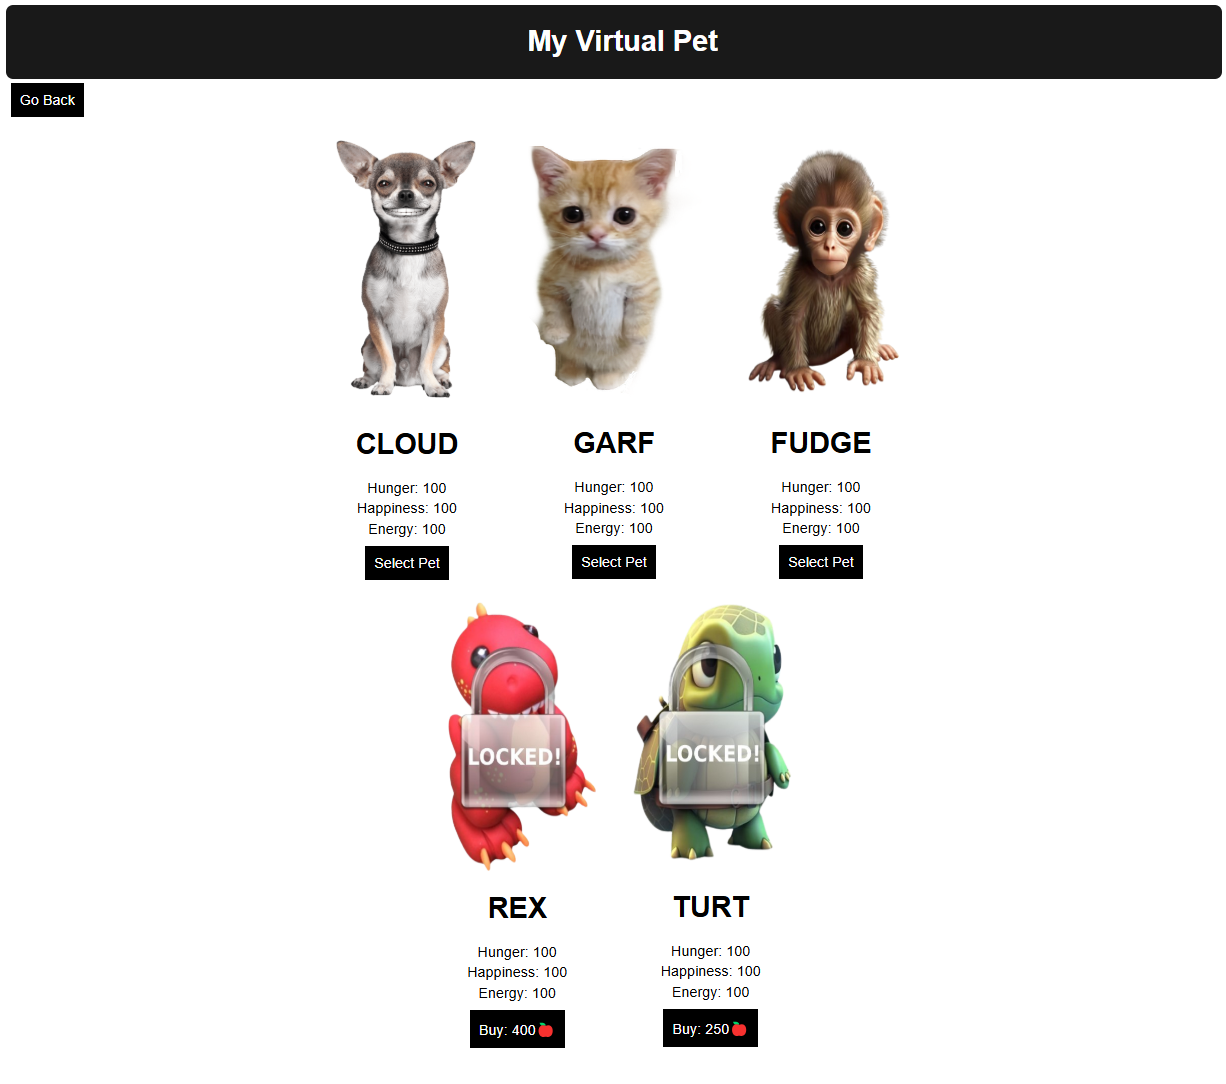 My Virtual Pet
Go Back
CLOUD
Hunger: 100
Happiness: 100
Energy: 100
Select Pet
GARF
Hunger: 100
Happiness: 100
Energy: 100
Select Pet
FUDGE
Hunger: 100
Happiness: 100
Energy: 100
Select Pet
LOCKED!
REX
Hunger: 100
Happiness: 100
Energy: 100
Buy: 400🍎
LOCKED!
TURT
Hunger: 100
Happiness: 100
Energy: 100
Buy: 250🍎